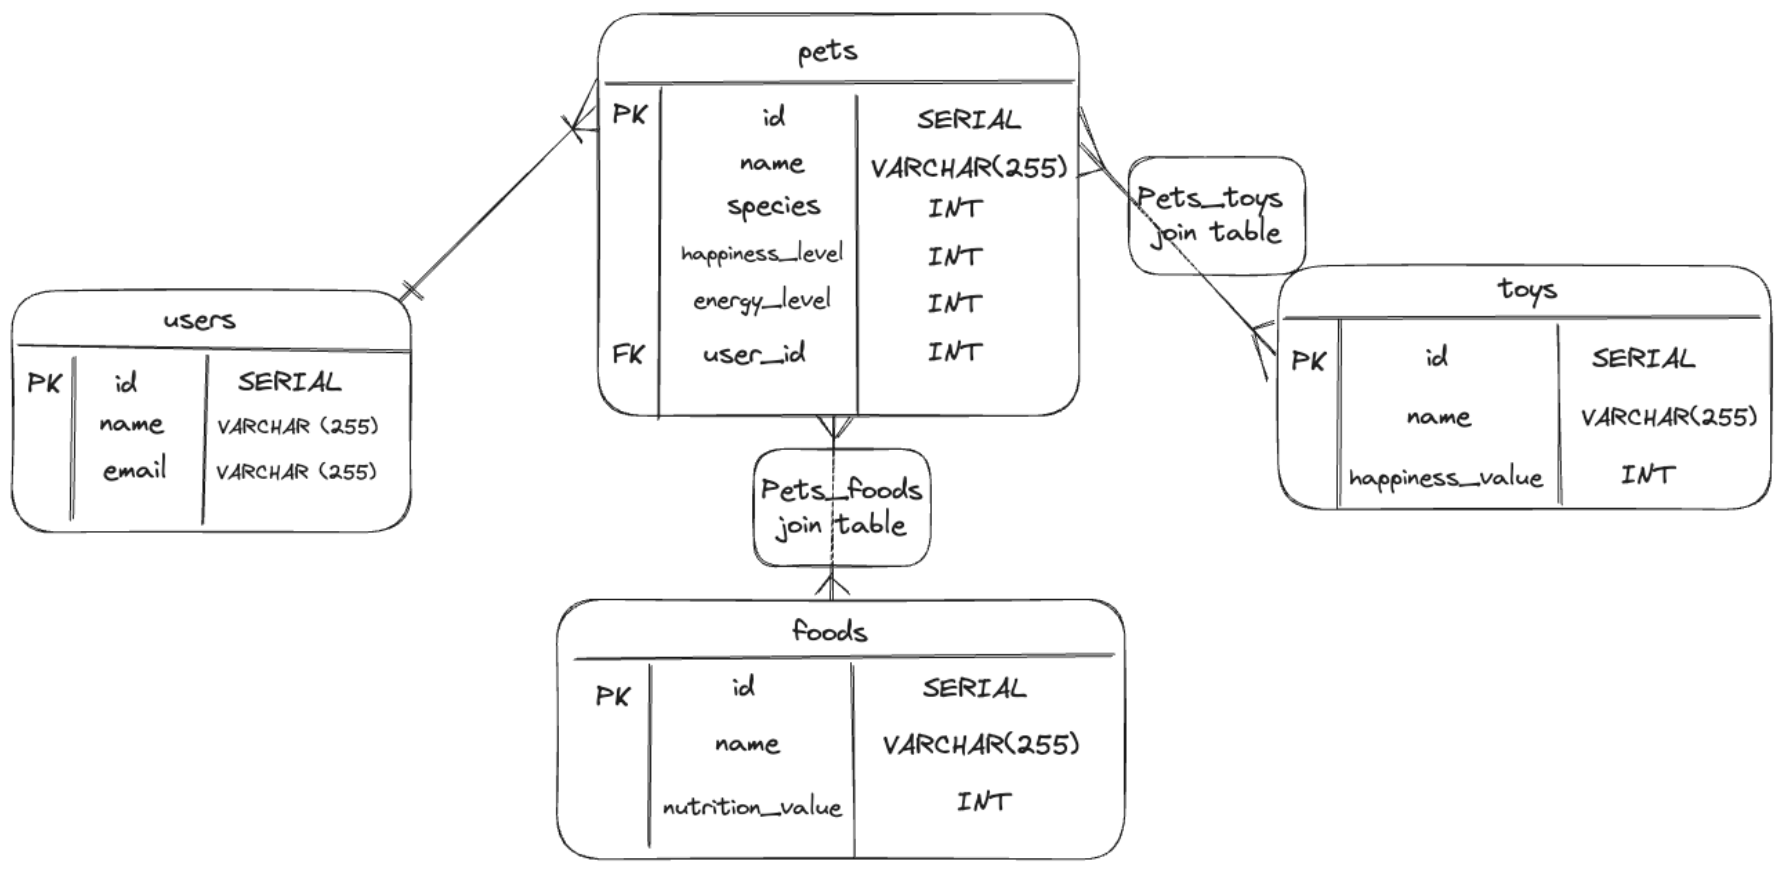 pets
PK id SERIAL
name VARCHAR(255)
species INT
happiness_level INT
energy_level INT
FK user_id INT
Pets_toys
join table
users
PK id SERIAL
name VARCHAR (255)
email VARCHAR (255)
toys
PK id SERIAL
name VARCHAR(255)
happiness_value INT
Pets_foods
join table
foods
PK id SERIAL
name VARCHAR(255)
nutrition_value INT